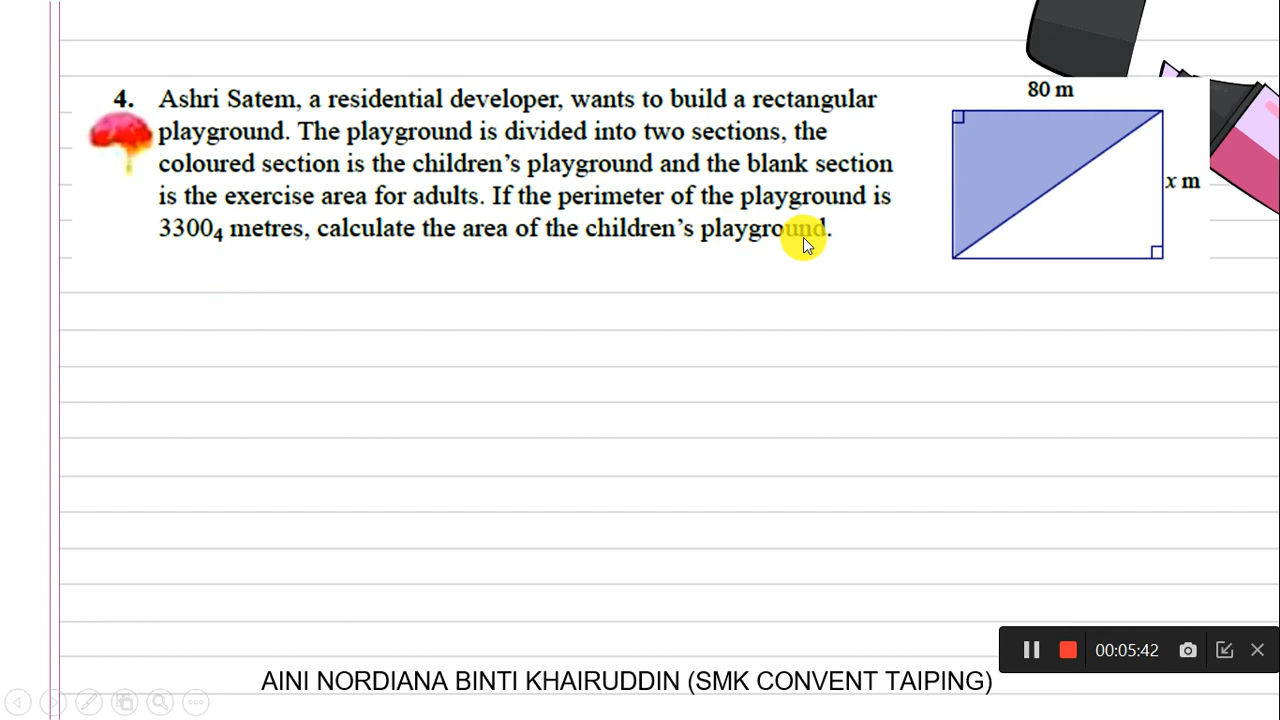 4. Ashri Satem, a residential developer, wants to build a rectangular
playground. The playground is divided into two sections, the
coloured section is the children's playground and the blank section
is the exercise area for adults. If the perimeter of the playground is
3300₄ metres, calculate the area of the children's playground.
80 m
x m
00:05:42
AINI NORDIANA BINTI KHAIRUDDIN (SMK CONVENT TAIPING)